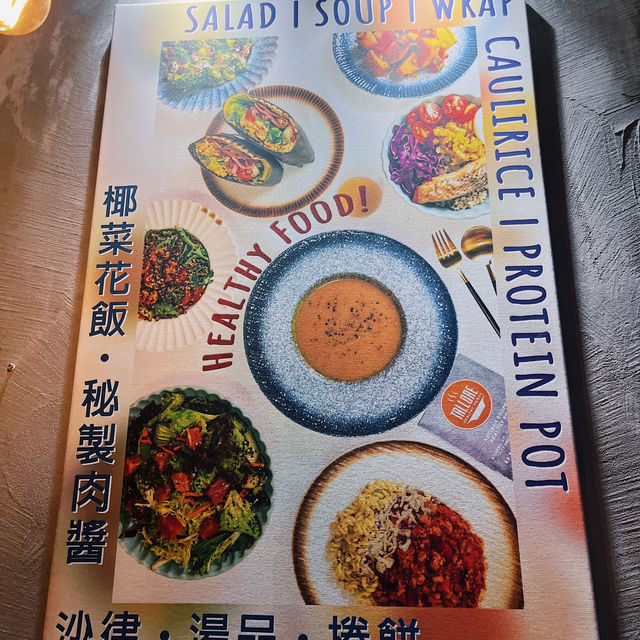 SALAD | SOUP | WRAP
CAULIRICE | PROTEIN POT
HEALTHY FOOD!
椰菜花飯・秘製肉醬
沙律・湯品・捲餅